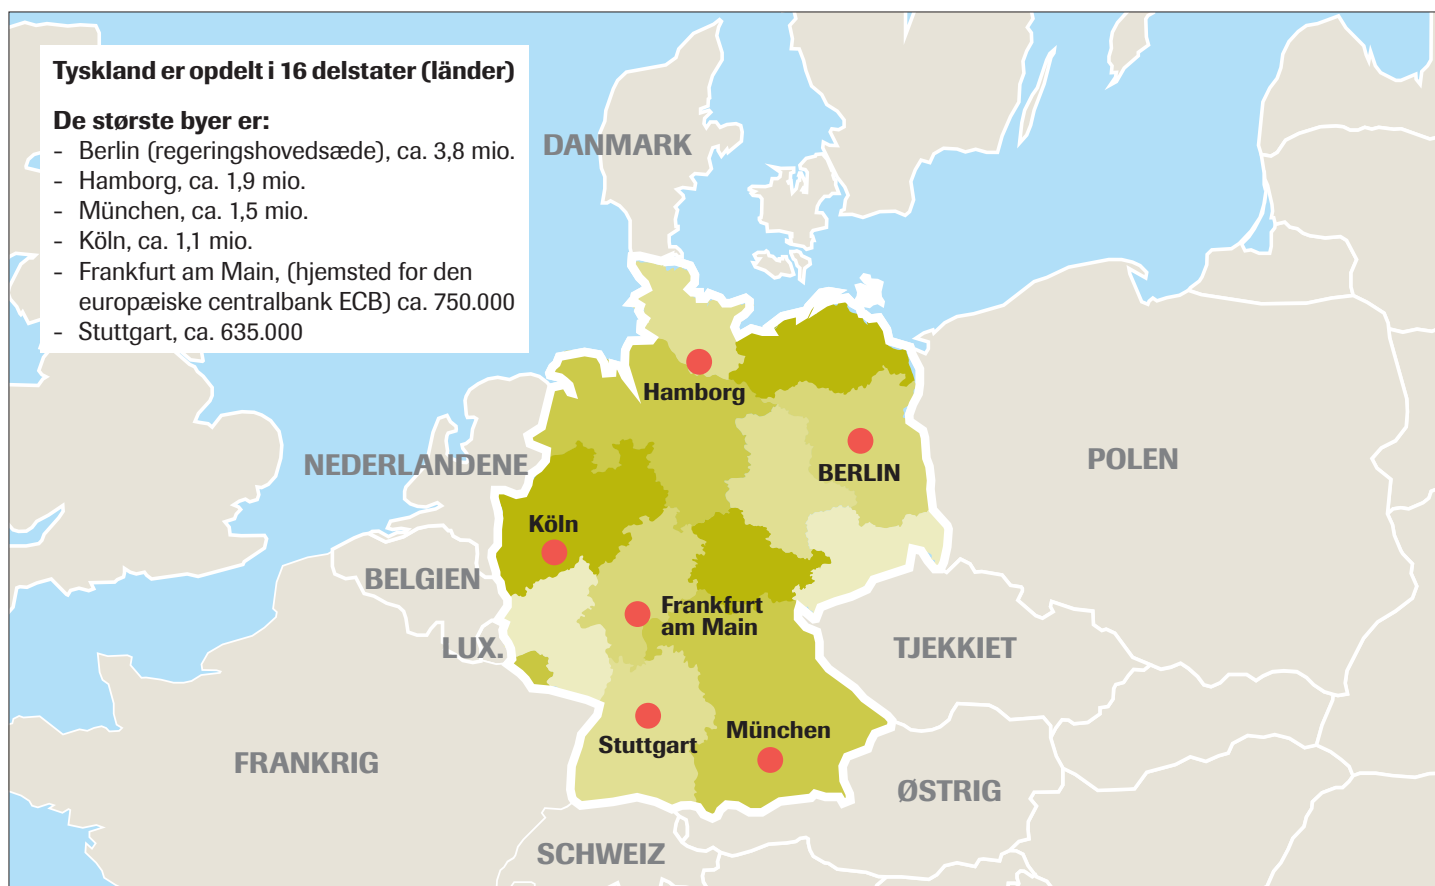 Tyskland er opdelt i 16 delstater (länder)
De største byer er:
- Berlin (regeringshovedsæde), ca. 3,8 mio.
- Hamborg, ca. 1,9 mio.
- München, ca. 1,5 mio.
- Köln, ca. 1,1 mio.
- Frankfurt am Main, (hjemsted for den
europæiske centralbank ECB) ca. 750.000
- Stuttgart, ca. 635.000
DANMARK
Hamborg
NEDERLANDENE
BERLIN
POLEN
Köln
BELGIEN
Frankfurt
am Main
LUX.
TJEKKIET
Stuttgart
München
FRANKRIG
ØSTRIG
SCHWEIZ